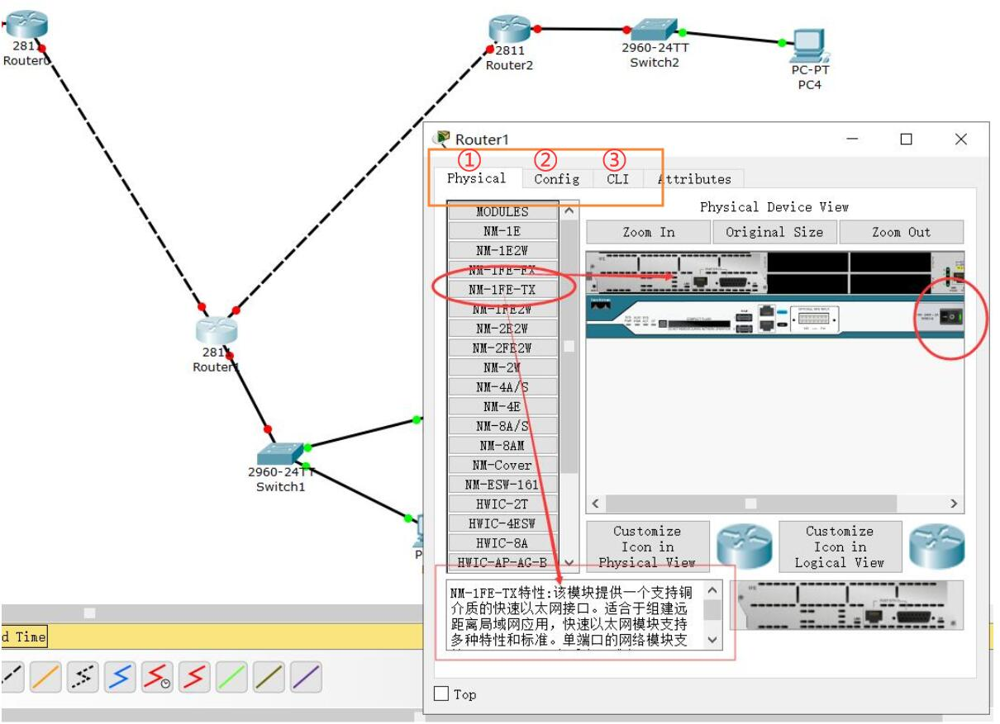 2811
Router0
2811
Router2
2960-24TT
Switch2
PC-PT
PC4
2811
Router1
2960-24TT
Switch1
Router1
① ② ③
Physical Config CLI Attributes
MODULES
NM-1E
NM-1E2W
NM-1FE-FX
NM-1FE-TX
NM-1FE2W
NM-2E2W
NM-2FE2W
NM-2W
NM-4A/S
NM-4E
NM-8A/S
NM-8AM
NM-Cover
NM-ESW-161
HWIC-2T
HWIC-4ESW
HWIC-8A
HWIC-AP-AG-B
Physical Device View
Zoom In Original Size Zoom Out
Customize
Icon in
Physical View
Customize
Icon in
Logical View
NM-1FE-TX特性:该模块提供一个支持铜
介质的快速以太网接口。适合于组建远
距离局域网应用，快速以太网模块支持
多种特性和标准。单端口的网络模块支
d Time
Top